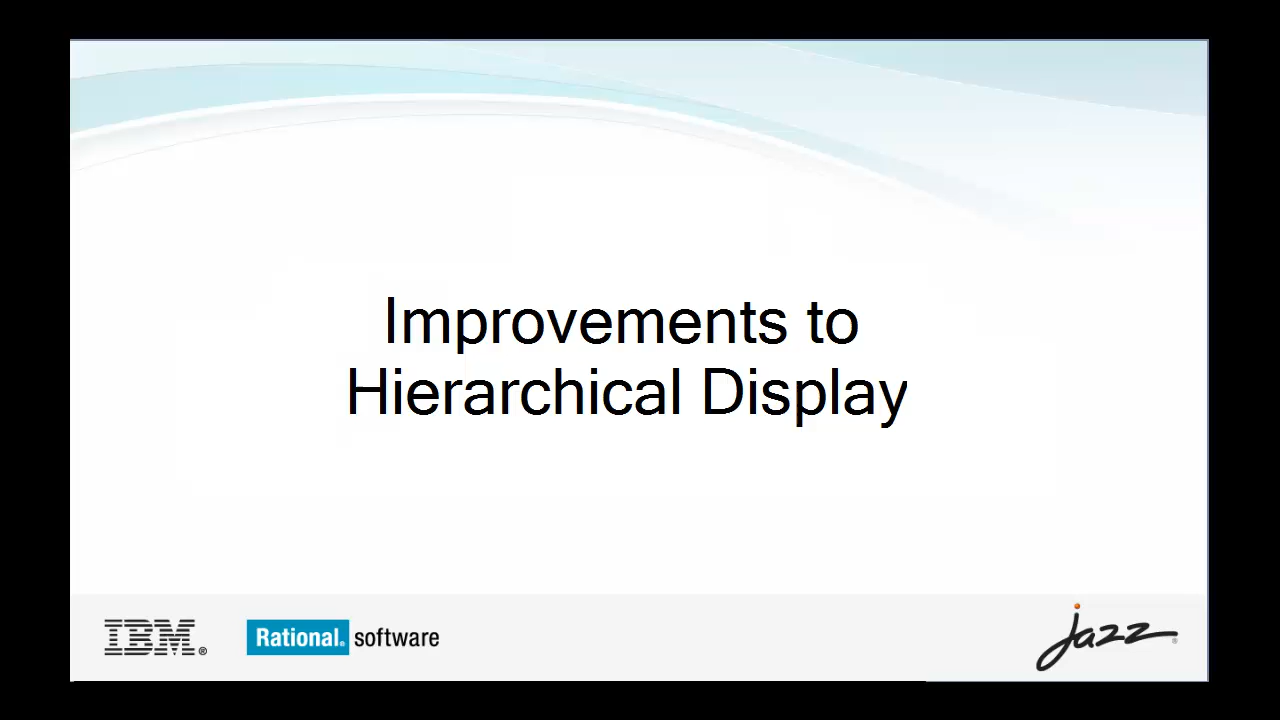 Improvements to
Hierarchical Display
IBM®
Rational® software
jazz®